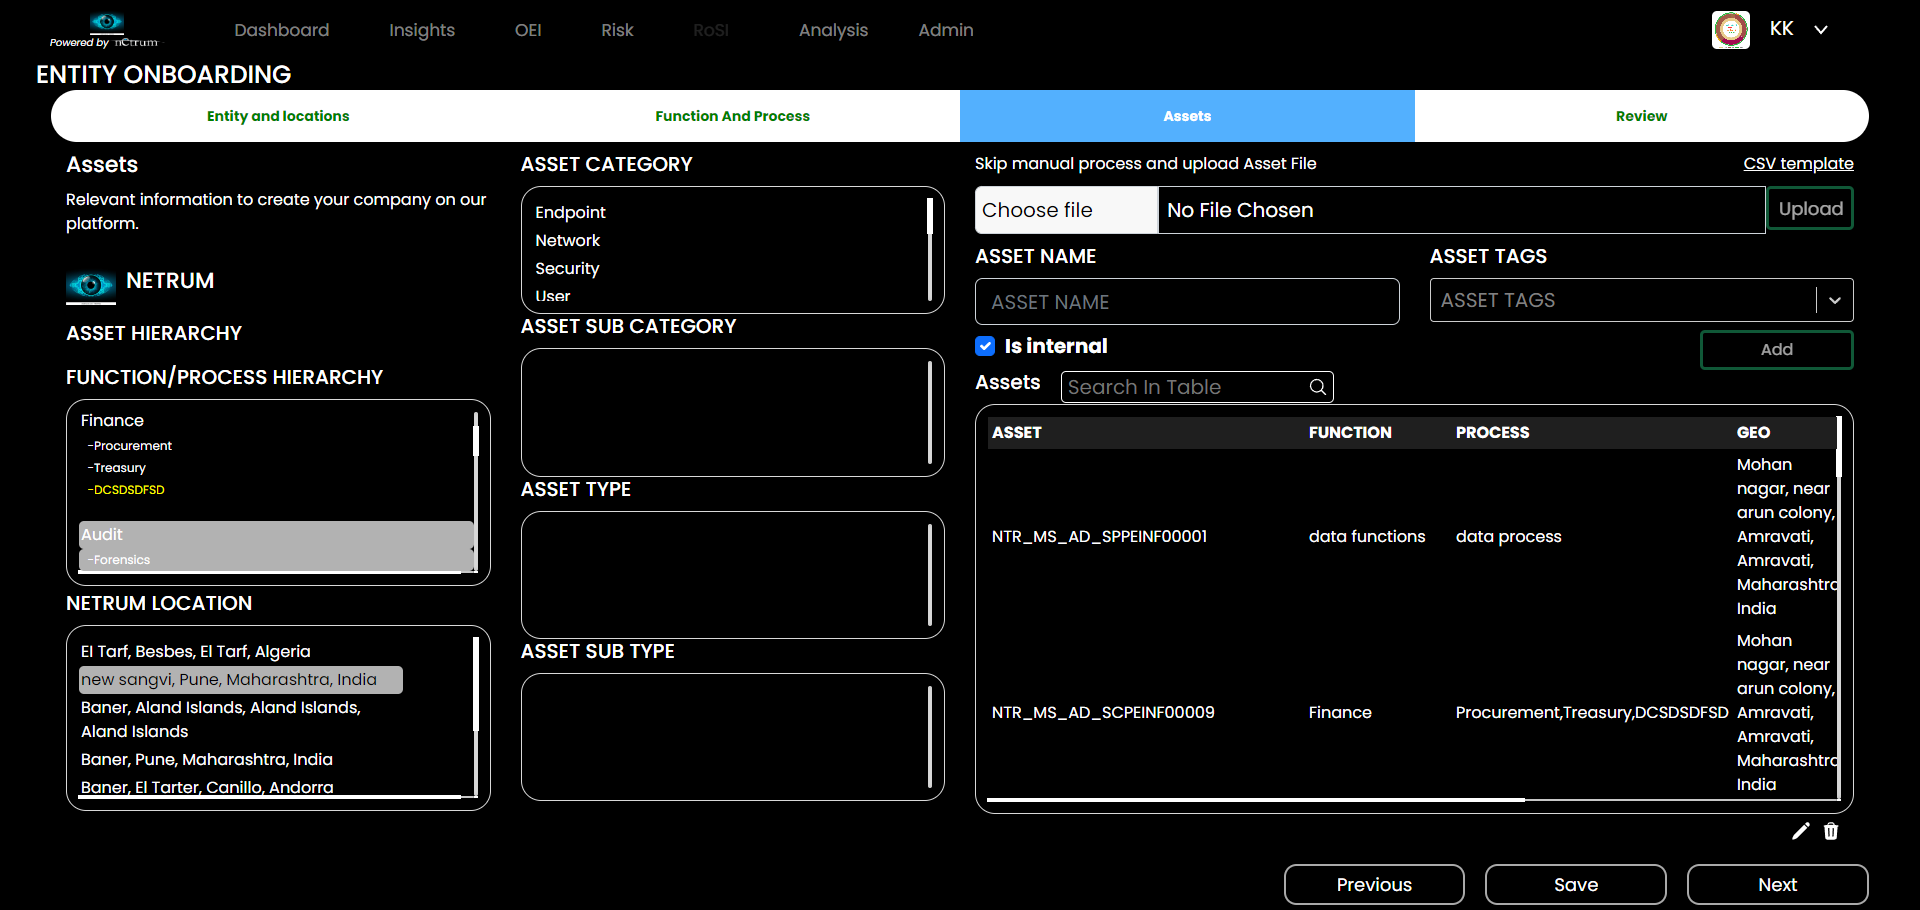 Powered by nCtrum
Dashboard
Insights
OEI
Risk
RoSI
Analysis
Admin
KK
ENTITY ONBOARDING
Entity and locations
Function And Process
Assets
Review
Assets
Relevant information to create your company on our
platform.
NETRUM
ASSET HIERARCHY
FUNCTION/PROCESS HIERARCHY
Finance
-Procurement
-Treasury
-DCSDSDFSD
Audit
-Forensics
NETRUM LOCATION
El Tarf, Besbes, El Tarf, Algeria
new sangvi, Pune, Maharashtra, India
Baner, Aland Islands, Aland Islands,
Aland Islands
Baner, Pune, Maharashtra, India
Baner, El Tarter, Canillo, Andorra
ASSET CATEGORY
Endpoint
Network
Security
User
ASSET SUB CATEGORY
ASSET TYPE
ASSET SUB TYPE
Skip manual process and upload Asset File
CSV template
Choose file
No File Chosen
Upload
ASSET NAME
ASSET TAGS
ASSET NAME
ASSET TAGS
Is internal
Add
Assets
Search In Table
ASSET
FUNCTION
PROCESS
GEO
NTR_MS_AD_SPPEINF00001
data functions
data process
Mohan
nagar, near
arun colony,
Amravati,
Amravati,
Maharashtra
India
NTR_MS_AD_SCPEINF00009
Finance
Procurement,Treasury,DCSDSDFSD
Mohan
nagar, near
arun colony,
Amravati,
Amravati,
Maharashtra
India
Previous
Save
Next